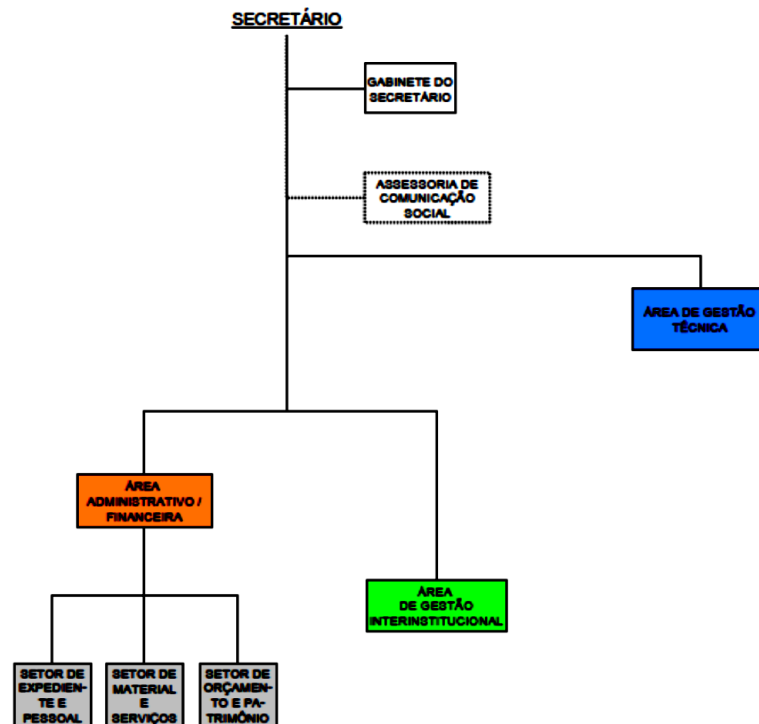 SECRETÁRIO
GABINETE DO
SECRETÁRIO
ASSESSORIA DE
COMUNICAÇÃO
SOCIAL
ÁREA DE GESTÃO
TÉCNICA
ÁREA
ADMINISTRATIVO /
FINANCEIRA
ÁREA
DE GESTÃO
INTERINSTITUCIONAL
SETOR DE
EXPEDIEN-
TE E
PESSOAL
SETOR DE
MATERIAL
E
SERVIÇOS
SETOR DE
ORÇAMEN-
TO E PA-
TRIMÔNIO